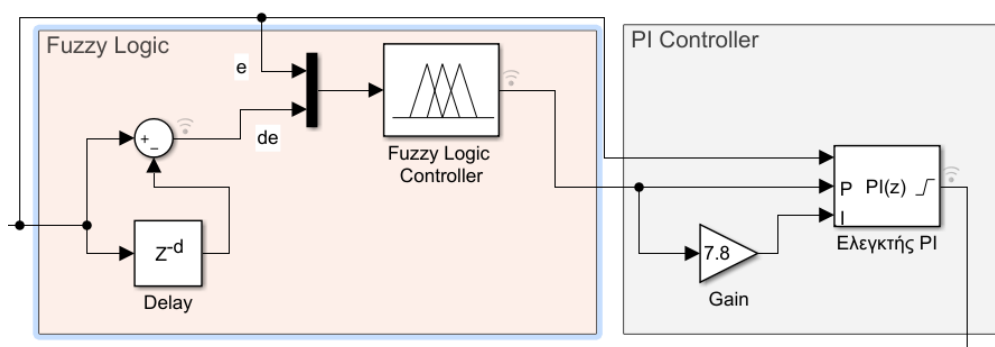 Fuzzy Logic
PI Controller
e
de
+
−
Fuzzy Logic
Controller
Z-d
Delay
P
PI(z)
I
Ελεγκτής PI
7.8
Gain